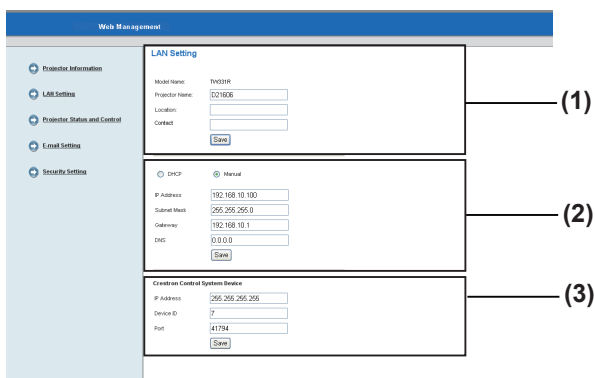 Web Management
Projector Information
LAN Setting
Projector Status and Control
E-mail Setting
Security Setting
LAN Setting
Model Name: TW331R
Projector Name: D21606
Location:
Contact
Save
(1)
DHCP Manual
IP Address 192.168.10.100
Subnet Mask 255.255.255.0
Gateway 192.168.10.1
DNS 0.0.0.0
Save
(2)
Crestron Control System Device
IP Address 255.255.255.255
Device ID 7
Port 41794
Save
(3)